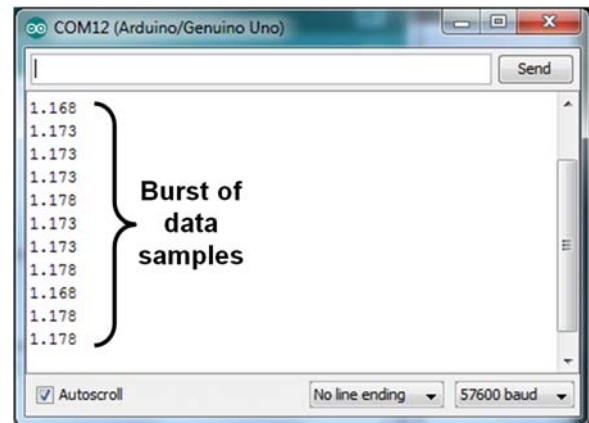 COM12 (Arduino/Genuino Uno)
Send
1.168
1.173
1.173
1.173
1.178
1.173
1.173
1.178
1.168
1.178
1.178
Burst of
data
samples
Autoscroll
No line ending
57600 baud